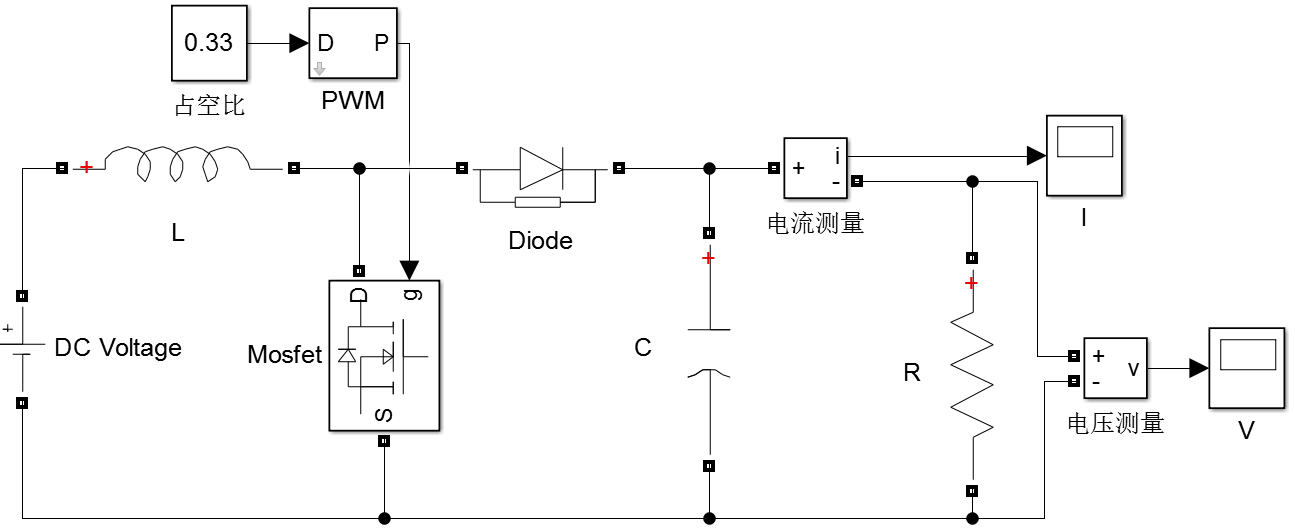 0.33
D
P
占空比
PWM
+
L
Diode
+
i
-
电流测量
I
+
DC Voltage
Mosfet
D
g
S
+
C
+
R
+
-
v
电压测量
V